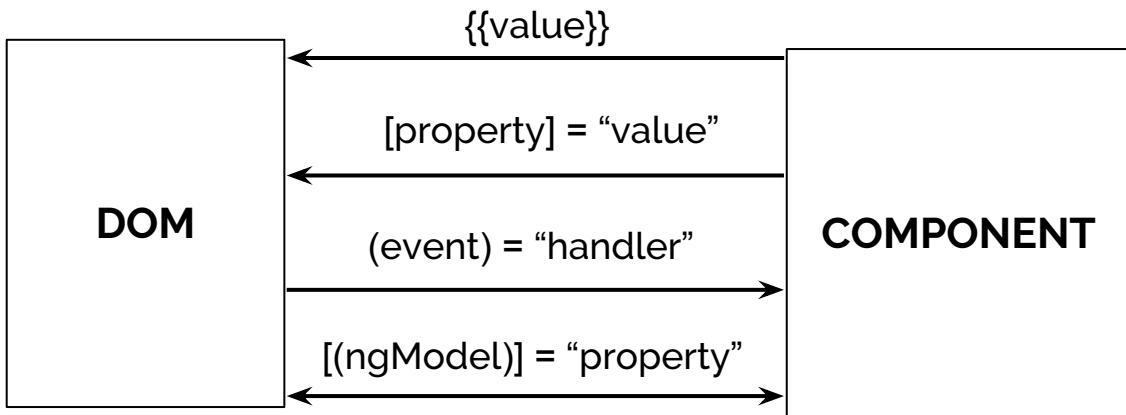 {{value}}
[property] = “value”
DOM
(event) = “handler”
COMPONENT
[(ngModel)] = “property”